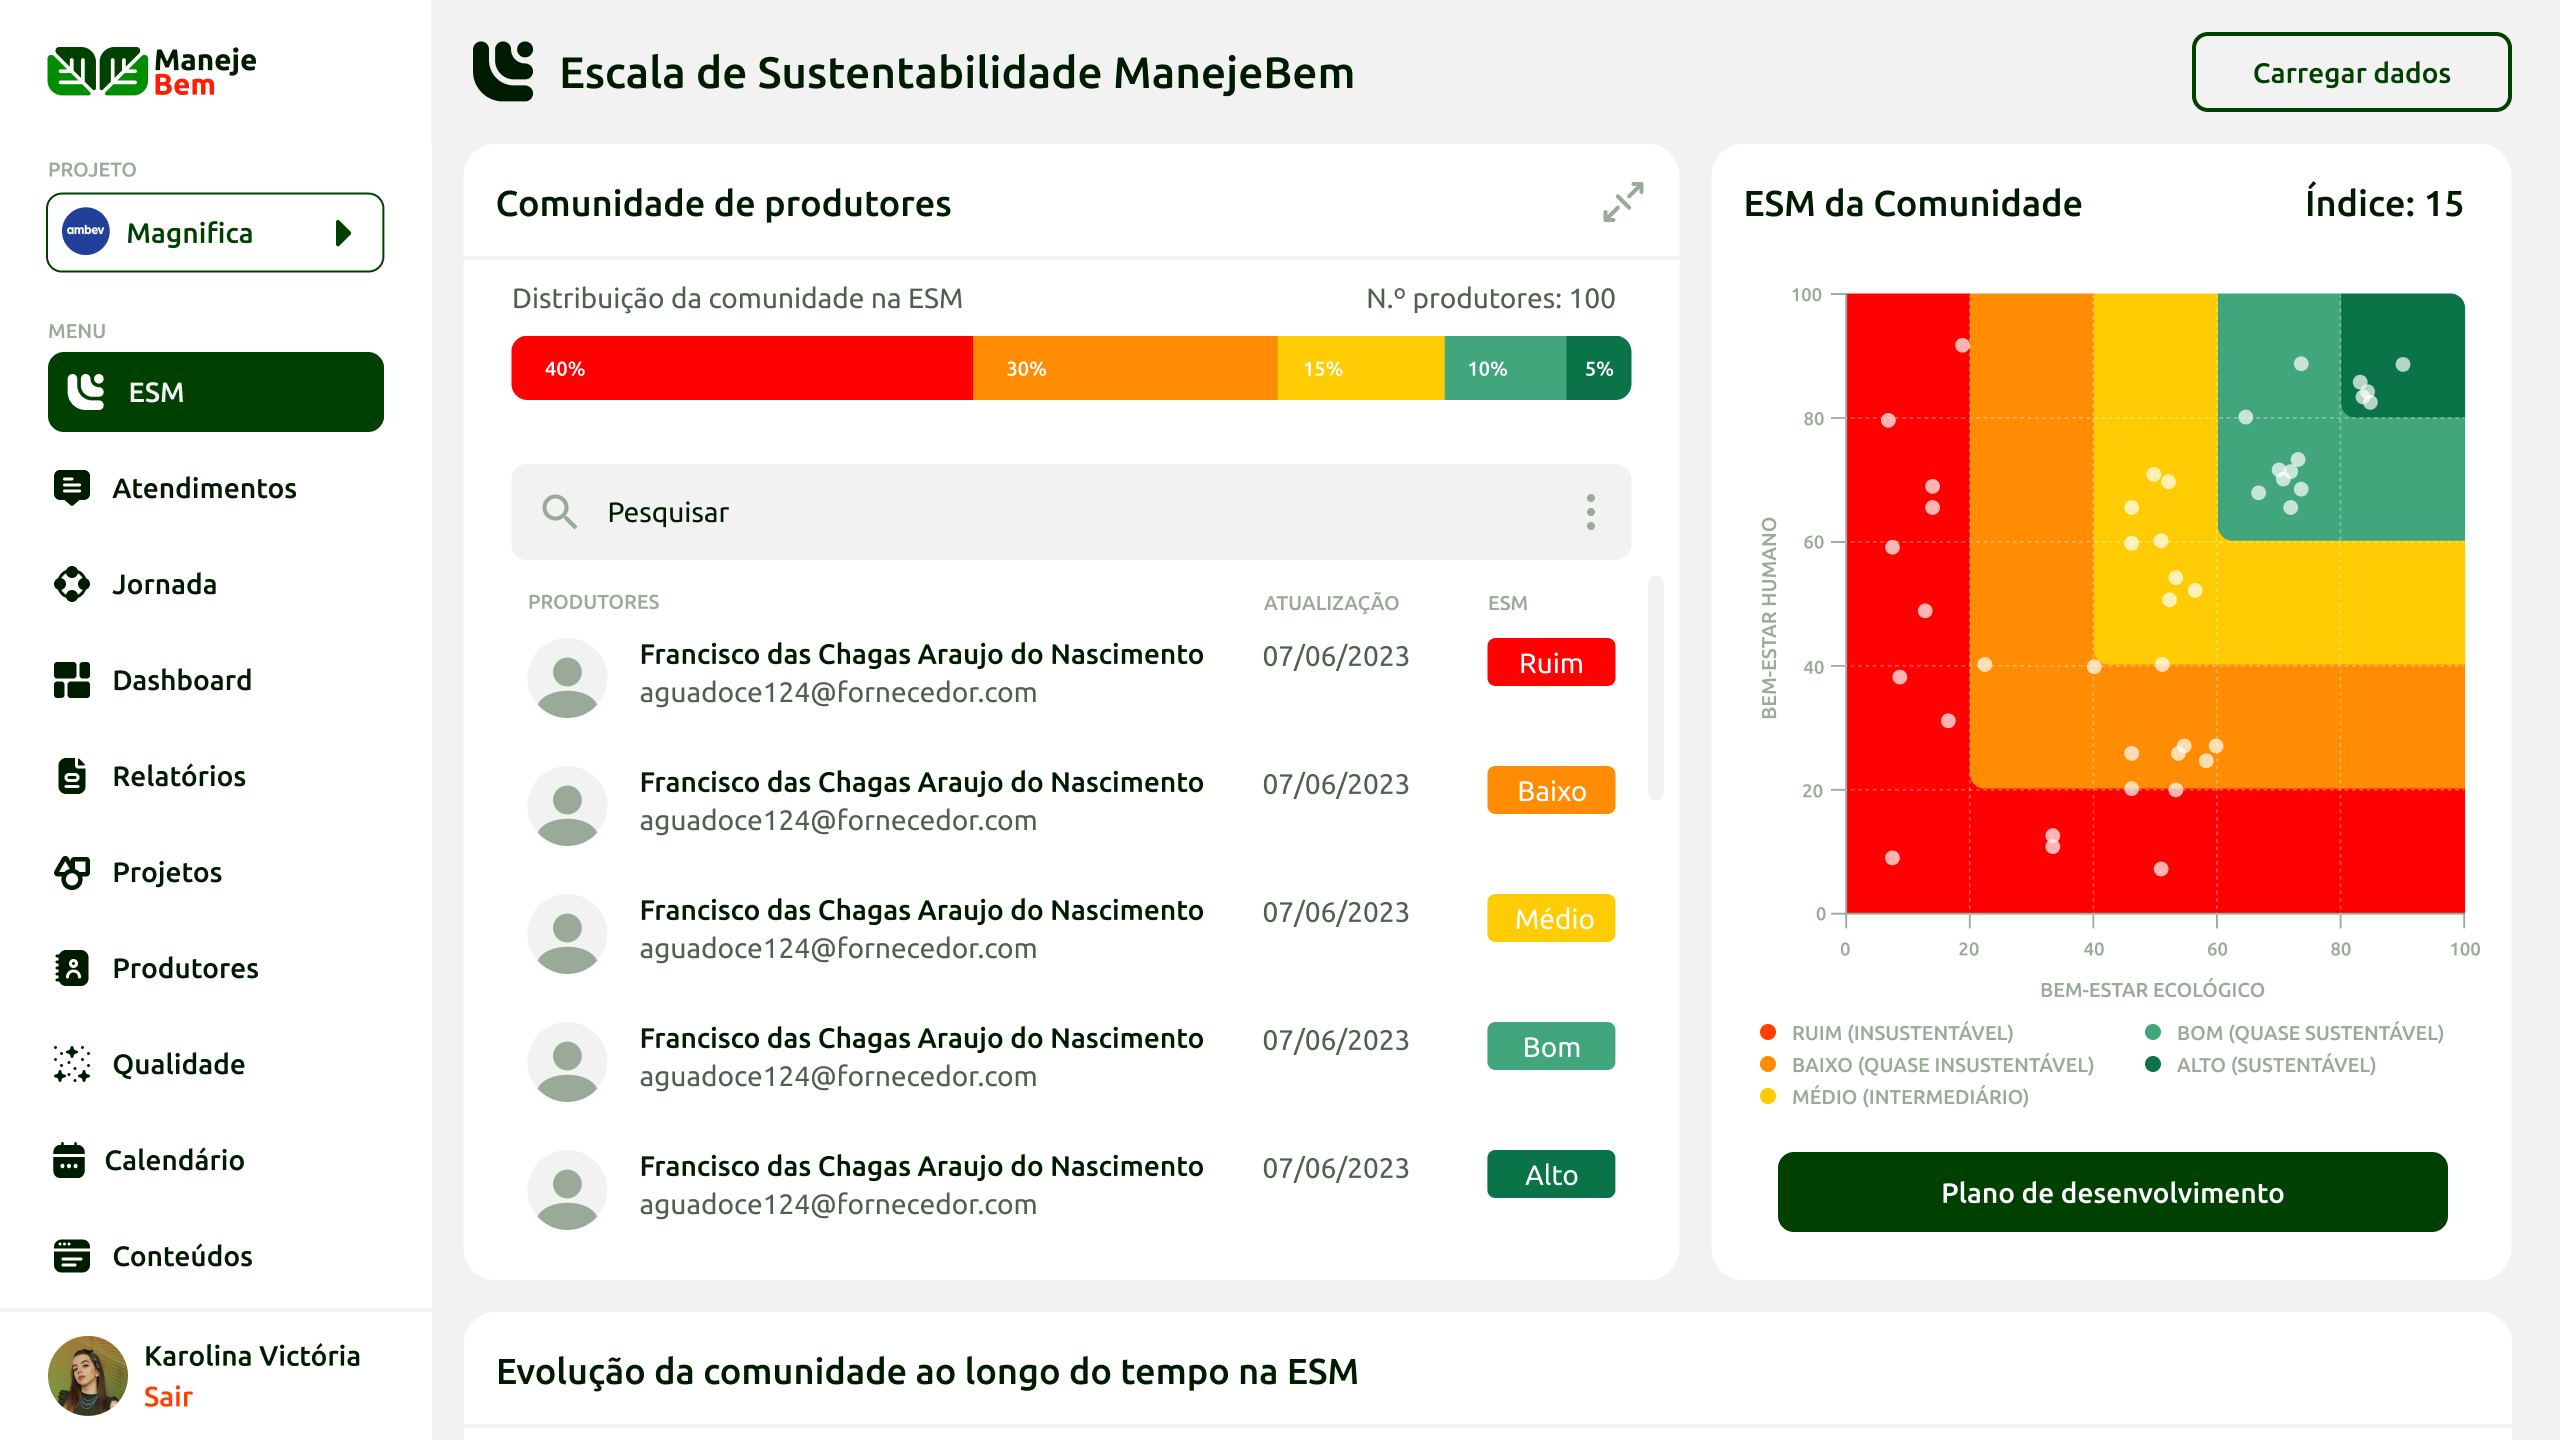 Maneje
Bem
PROJETO
ambev
Magnifica
MENU
ESM
Atendimentos
Jornada
Dashboard
Relatórios
Projetos
Produtores
Qualidade
Calendário
Conteúdos
Karolina Victória
Sair
Escala de Sustentabilidade ManejeBem
Carregar dados
Comunidade de produtores
Distribuição da comunidade na ESM
N.º produtores: 100
40% 30% 15% 10% 5%
Pesquisar
PRODUTORES ATUALIZAÇÃO ESM
Francisco das Chagas Araujo do Nascimento 07/06/2023 Ruim
aguadoce124@fornecedor.com
Francisco das Chagas Araujo do Nascimento 07/06/2023 Baixo
aguadoce124@fornecedor.com
Francisco das Chagas Araujo do Nascimento 07/06/2023 Médio
aguadoce124@fornecedor.com
Francisco das Chagas Araujo do Nascimento 07/06/2023 Bom
aguadoce124@fornecedor.com
Francisco das Chagas Araujo do Nascimento 07/06/2023 Alto
aguadoce124@fornecedor.com
ESM da Comunidade
Índice: 15
100
80
60
40
20
0
BEM-ESTAR HUMANO
0 20 40 60 80 100
BEM-ESTAR ECOLÓGICO
RUIM (INSUSTENTÁVEL)
BAIXO (QUASE INSUSTENTÁVEL)
MÉDIO (INTERMEDIÁRIO)
BOM (QUASE SUSTENTÁVEL)
ALTO (SUSTENTÁVEL)
Plano de desenvolvimento
Evolução da comunidade ao longo do tempo na ESM